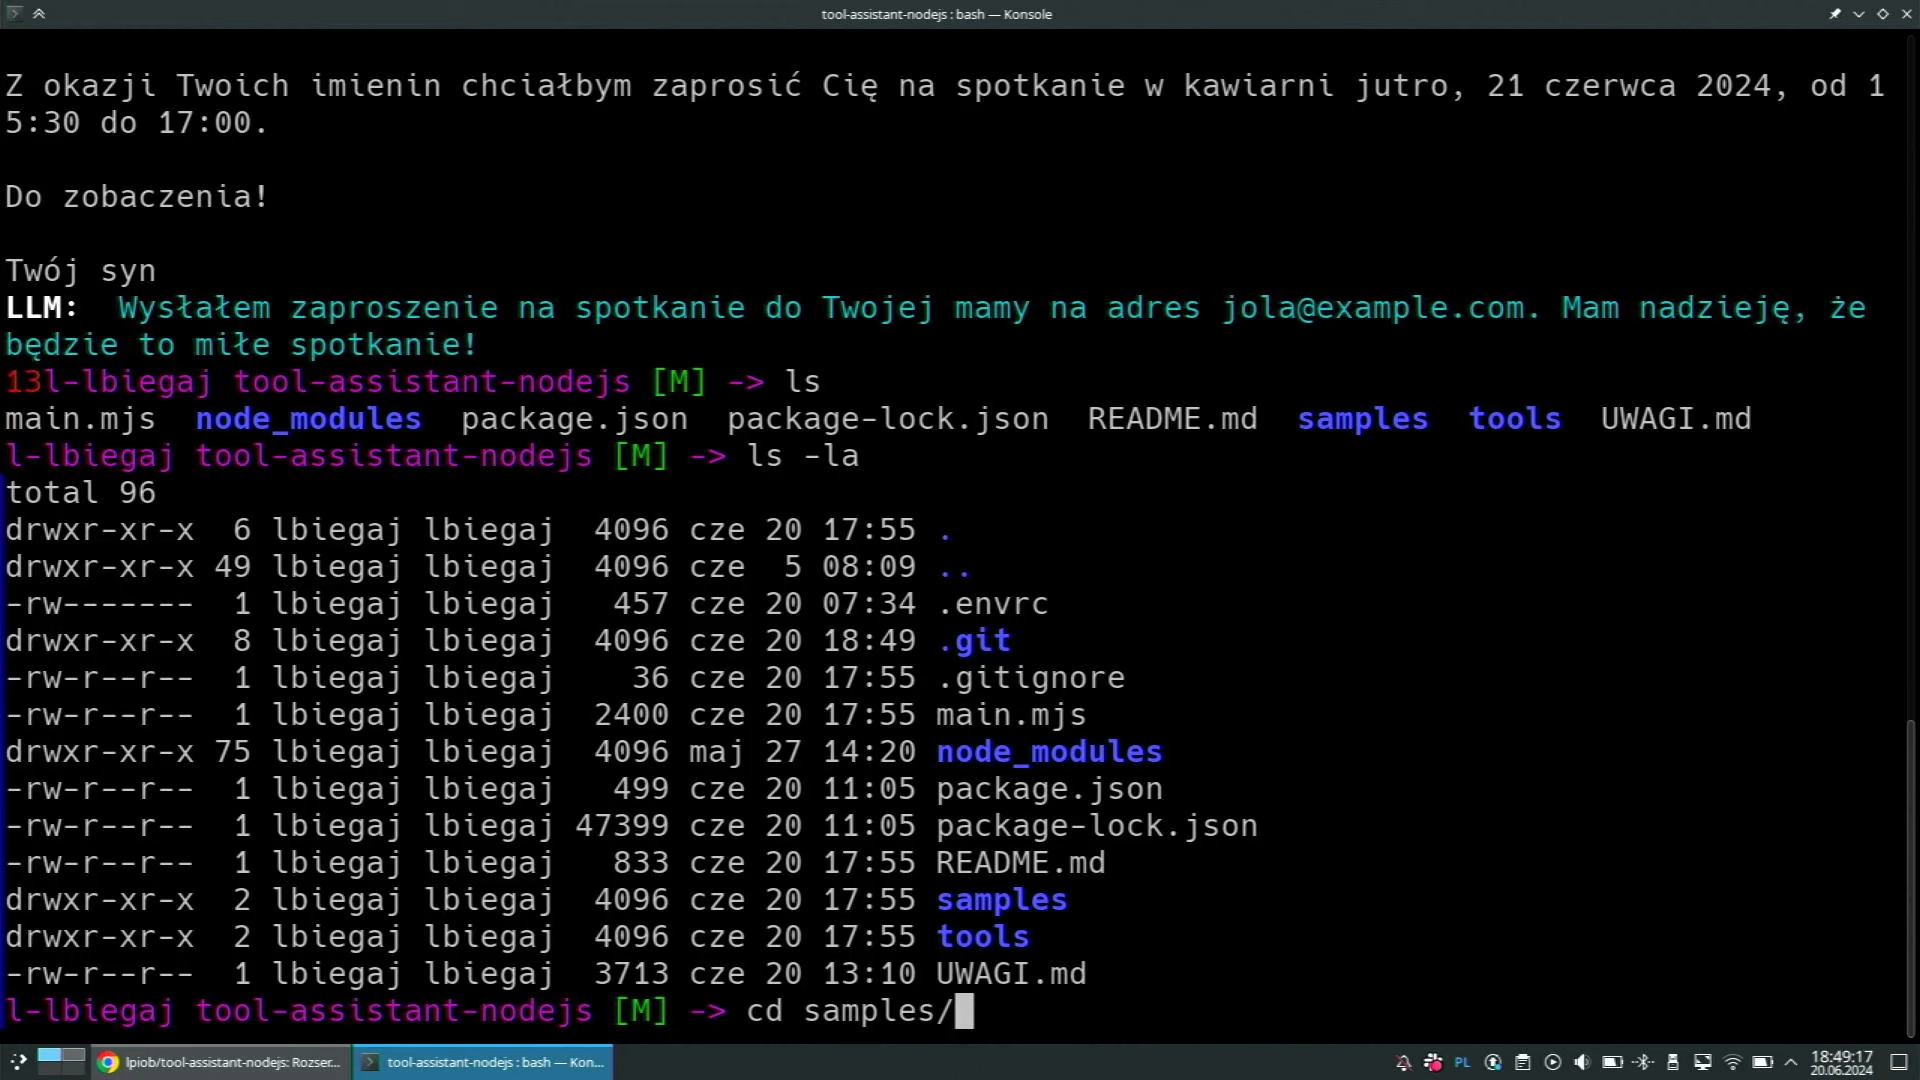 tool-assistant-nodejs : bash — Konsole
Z okazji Twoich imienin chciałbym zaprosić Cię na spotkanie w kawiarni jutro, 21 czerwca 2024, od 1
5:30 do 17:00.
Do zobaczenia!
Twój syn
LLM:  Wysłałem zaproszenie na spotkanie do Twojej mamy na adres jola@example.com. Mam nadzieję, że
będzie to miłe spotkanie!
13l-lbiegaj tool-assistant-nodejs [M] -> ls
main.mjs  node_modules  package.json  package-lock.json  README.md  samples  tools  UWAGI.md
l-lbiegaj tool-assistant-nodejs [M] -> ls -la
total 96
drwxr-xr-x  6 lbiegaj lbiegaj  4096 cze 20 17:55 .
drwxr-xr-x 49 lbiegaj lbiegaj  4096 cze  5 08:09 ..
-rw-------  1 lbiegaj lbiegaj   457 cze 20 07:34 .envrc
drwxr-xr-x  8 lbiegaj lbiegaj  4096 cze 20 18:49 .git
-rw-r--r--  1 lbiegaj lbiegaj    36 cze 20 17:55 .gitignore
-rw-r--r--  1 lbiegaj lbiegaj  2400 cze 20 17:55 main.mjs
drwxr-xr-x 75 lbiegaj lbiegaj  4096 maj 27 14:20 node_modules
-rw-r--r--  1 lbiegaj lbiegaj   499 cze 20 11:05 package.json
-rw-r--r--  1 lbiegaj lbiegaj 47399 cze 20 11:05 package-lock.json
-rw-r--r--  1 lbiegaj lbiegaj   833 cze 20 17:55 README.md
drwxr-xr-x  2 lbiegaj lbiegaj  4096 cze 20 17:55 samples
drwxr-xr-x  2 lbiegaj lbiegaj  4096 cze 20 17:55 tools
-rw-r--r--  1 lbiegaj lbiegaj  3713 cze 20 13:10 UWAGI.md
l-lbiegaj tool-assistant-nodejs [M] -> cd samples/
lpiob/tool-assistant-nodejs: Rozser...
tool-assistant-nodejs : bash — Kon...
PL
18:49:17
20.06.2024